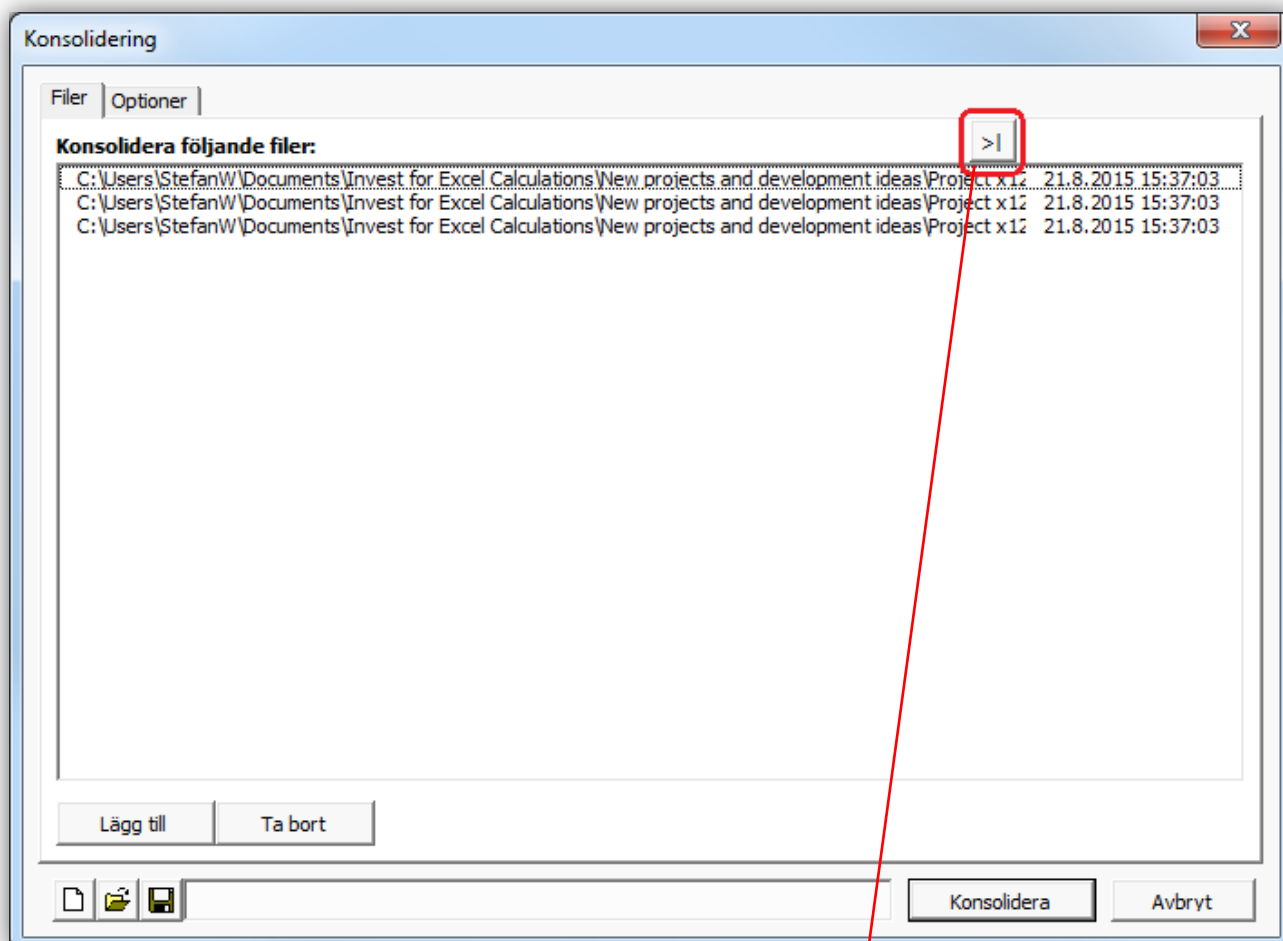 Konsolidering
Filer Optioner
Konsolidera följande filer:
>|
C:\Users\StefanW\Documents\Invest for Excel Calculations\New projects and development ideas\Project x12 21.8.2015 15:37:03
C:\Users\StefanW\Documents\Invest for Excel Calculations\New projects and development ideas\Project x12 21.8.2015 15:37:03
C:\Users\StefanW\Documents\Invest for Excel Calculations\New projects and development ideas\Project x12 21.8.2015 15:37:03
Lägg till Ta bort
Konsolidera Avbryt